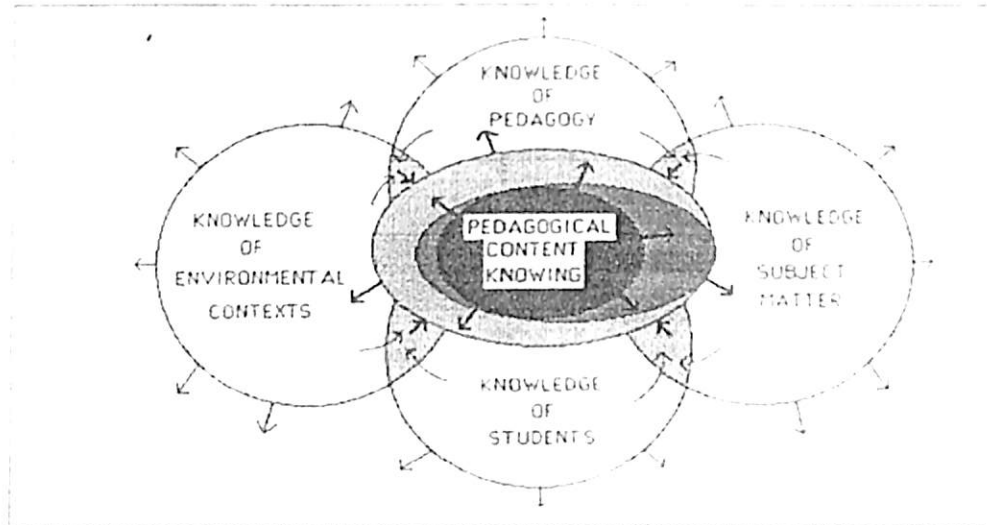 KNOWLEDGE
OF
PEDAGOGY
KNOWLEDGE
OF
ENVIRONMENTAL
CONTEXTS
PEDAGOGICAL
CONTENT
KNOWING
KNOWLEDGE
OF
SUBJECT
MATTER
KNOWLEDGE
OF
STUDENTS